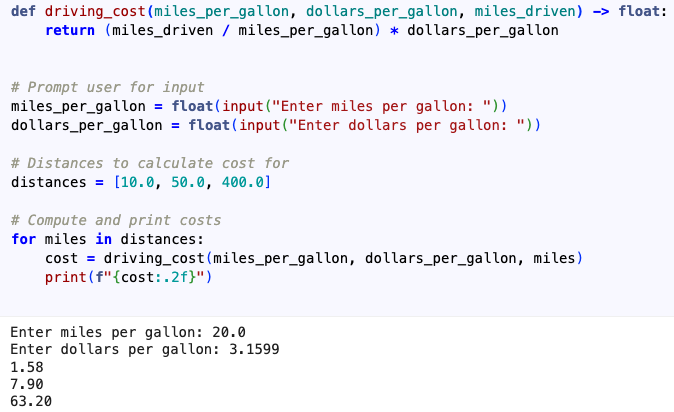 def driving_cost(miles_per_gallon, dollars_per_gallon, miles_driven) -> float:
    return (miles_driven / miles_per_gallon) * dollars_per_gallon
# Prompt user for input
miles_per_gallon = float(input("Enter miles per gallon: "))
dollars_per_gallon = float(input("Enter dollars per gallon: "))
# Distances to calculate cost for
distances = [10.0, 50.0, 400.0]
# Compute and print costs
for miles in distances:
    cost = driving_cost(miles_per_gallon, dollars_per_gallon, miles)
    print(f"{cost:.2f}")
Enter miles per gallon: 20.0
Enter dollars per gallon: 3.1599
1.58
7.90
63.20